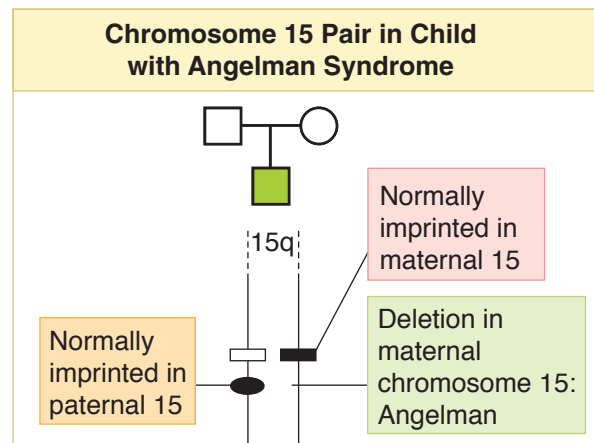 Chromosome 15 Pair in Child
with Angelman Syndrome
15q
Normally
imprinted in
maternal 15
Normally
imprinted in
paternal 15
Deletion in
maternal
chromosome 15:
Angelman